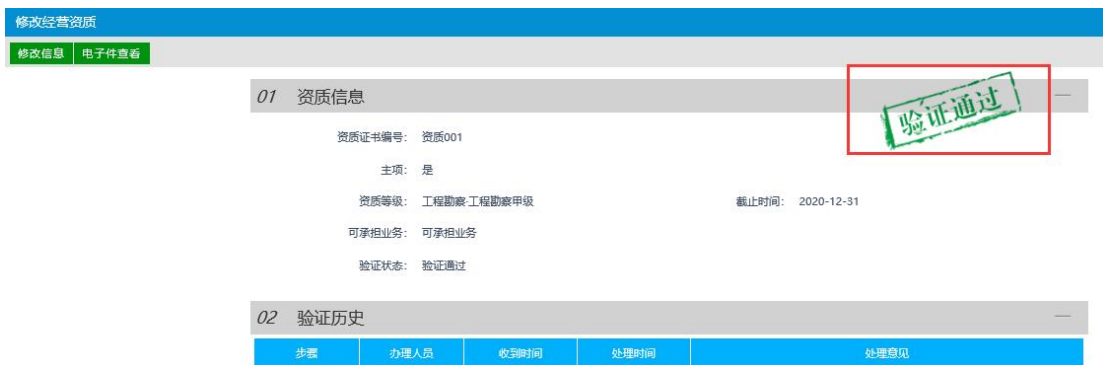 修改经营资质
修改信息 电子件查看
01 资质信息
验证通过
资质证书编号： 资质001
主项： 是
资质等级： 工程勘察·工程勘察甲级 截止时间： 2020-12-31
可承担业务： 可承担业务
验证状态： 验证通过
02 验证历史
步骤 办理人员 收到时间 处理时间 处理意见